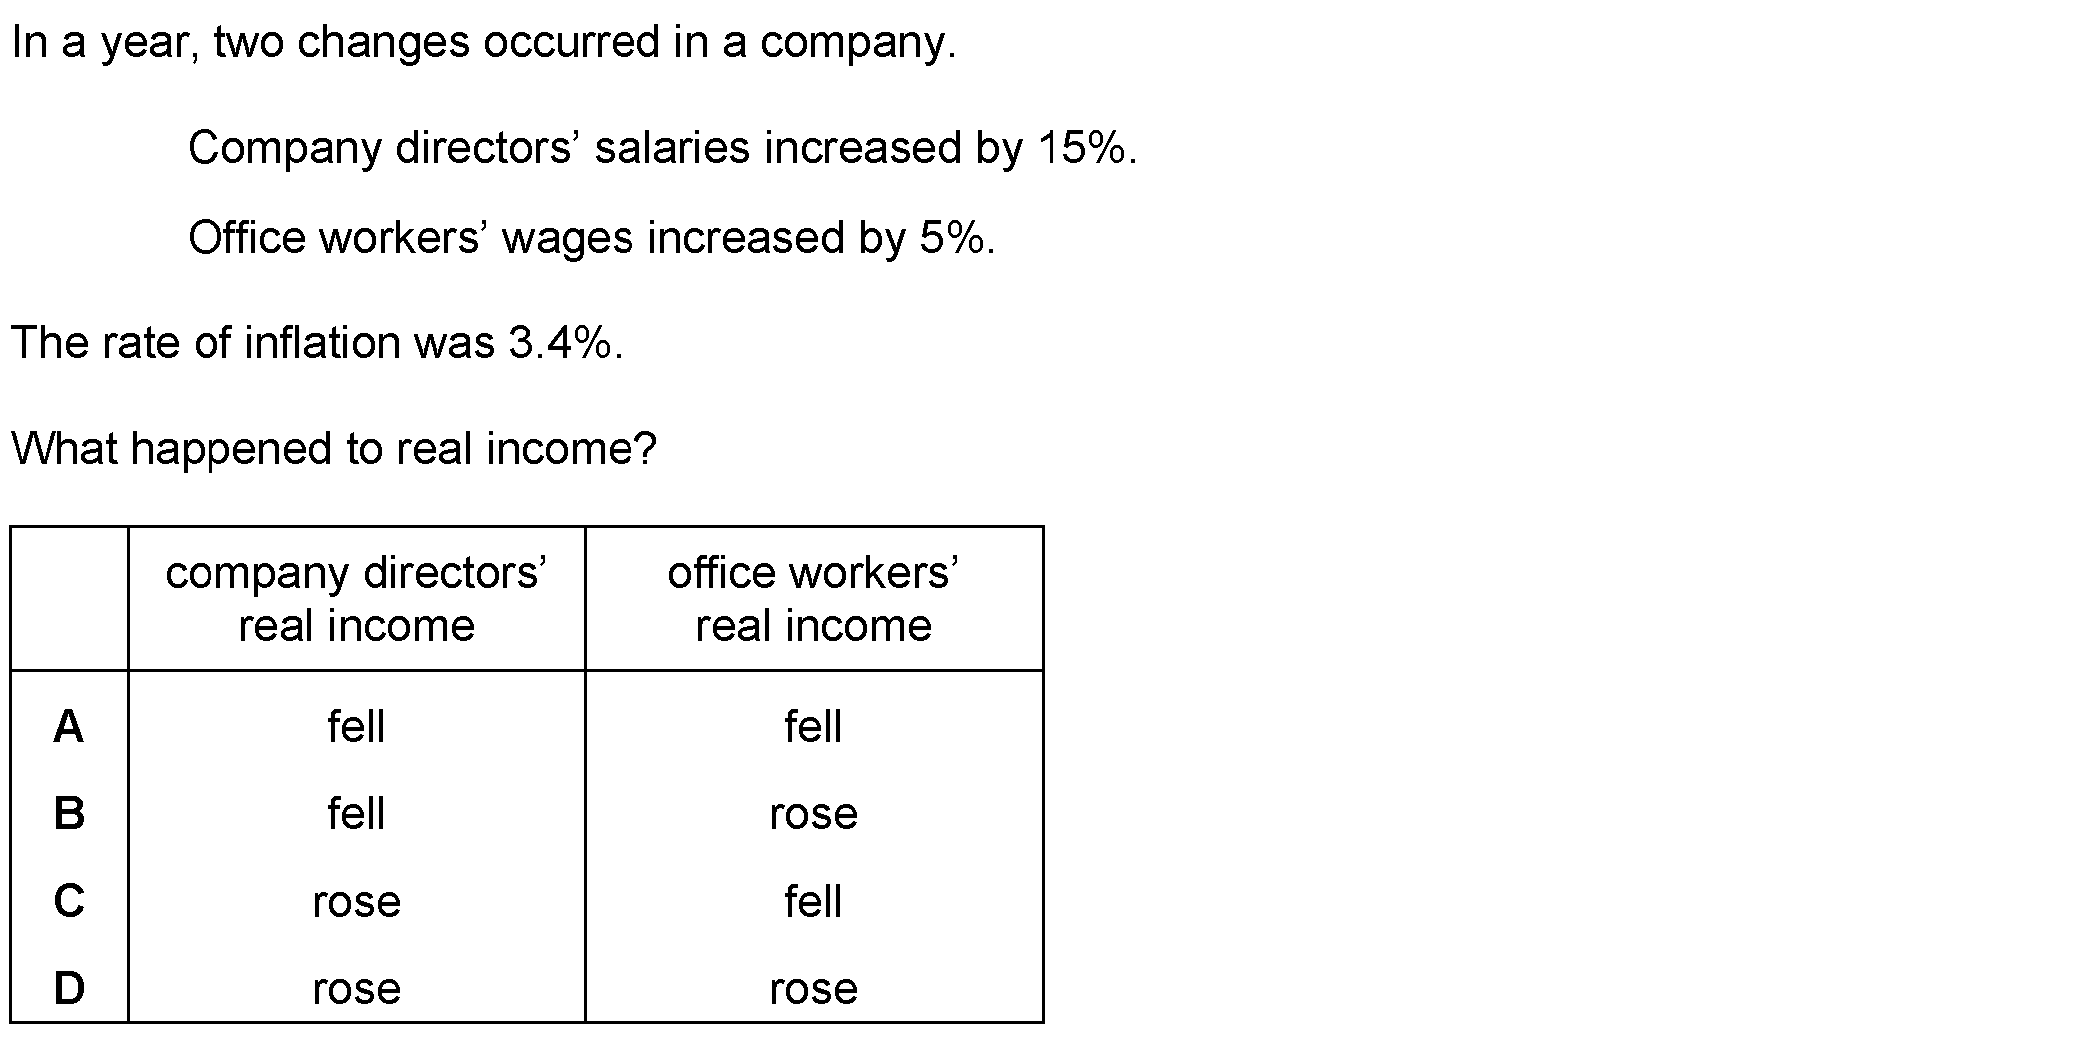 In a year, two changes occurred in a company.
Company directors’ salaries increased by 15%.
Office workers’ wages increased by 5%.
The rate of inflation was 3.4%.
What happened to real income?
company directors’ office workers’
real income real income
A fell fell
B fell rose
C rose fell
D rose rose